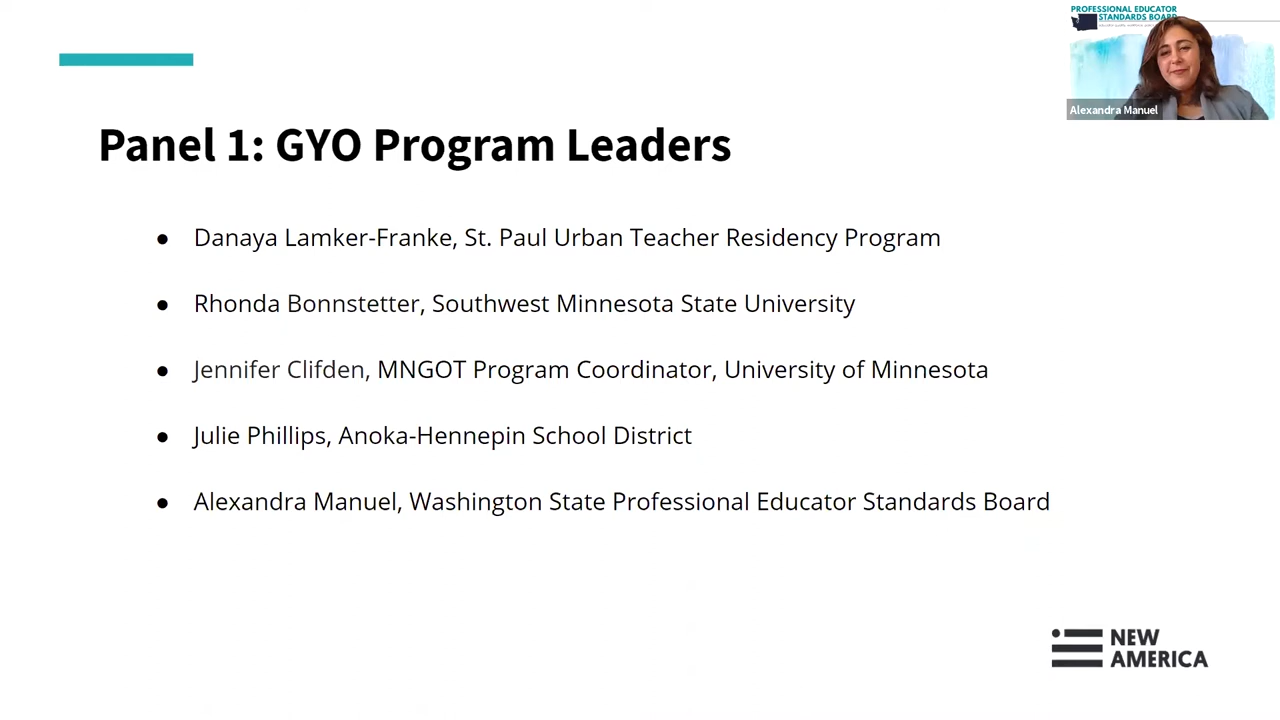 PROFESSIONAL EDUCATOR
STANDARDS BOARD
Alexandra Manuel
Panel 1: GYO Program Leaders
● Danaya Lamker-Franke, St. Paul Urban Teacher Residency Program
● Rhonda Bonnstetter, Southwest Minnesota State University
● Jennifer Clifden, MNGOT Program Coordinator, University of Minnesota
● Julie Phillips, Anoka-Hennepin School District
● Alexandra Manuel, Washington State Professional Educator Standards Board
NEW
AMERICA